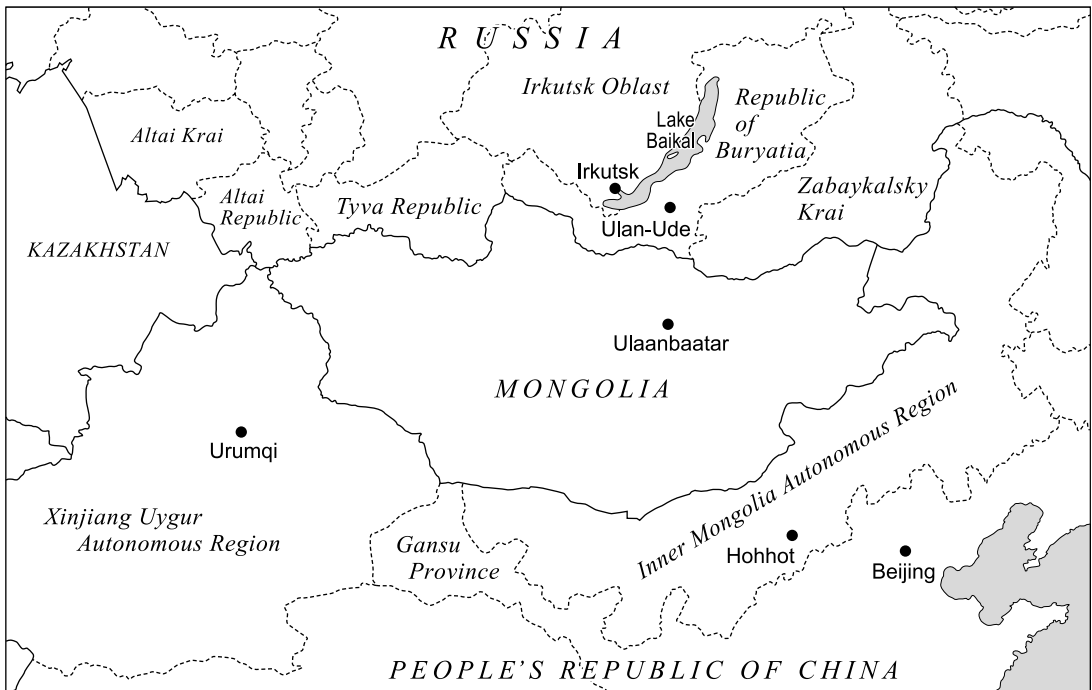 RUSSIA
Irkutsk Oblast
Republic
of
Buryatia
Lake
Baikal
Altai Krai
Irkutsk
Altai
Republic
Tyva Republic
Zabaykalsky
Krai
Ulan-Ude
KAZAKHSTAN
Ulaanbaatar
MONGOLIA
Urumqi
Inner Mongolia Autonomous Region
Xinjiang Uygur
Autonomous Region
Gansu
Province
Hohhot
Beijing
PEOPLE'S REPUBLIC OF CHINA